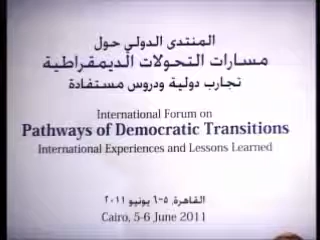 المنتدى الدولي حول
مسارات التحولات الديمقراطية
تجارب دولية ودروس مستفادة
International Forum on
Pathways of Democratic Transitions
International Experiences and Lessons Learned
القاهرة، ٥-٦ يونيو ٢٠١١
Cairo, 5-6 June 2011